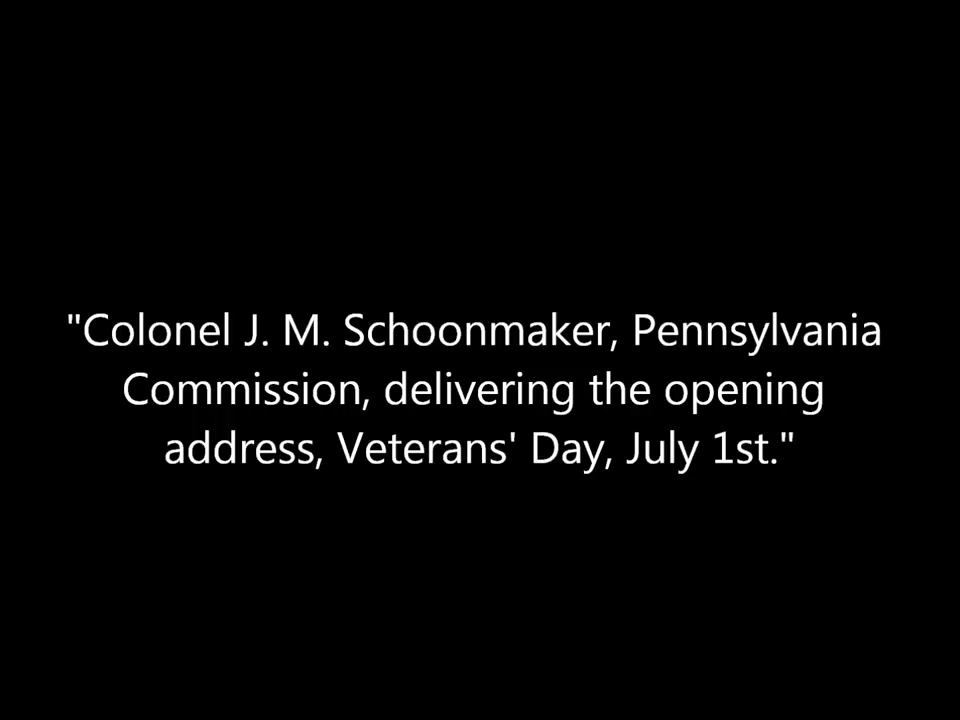 "Colonel J. M. Schoonmaker, Pennsylvania
Commission, delivering the opening
address, Veterans' Day, July 1st."